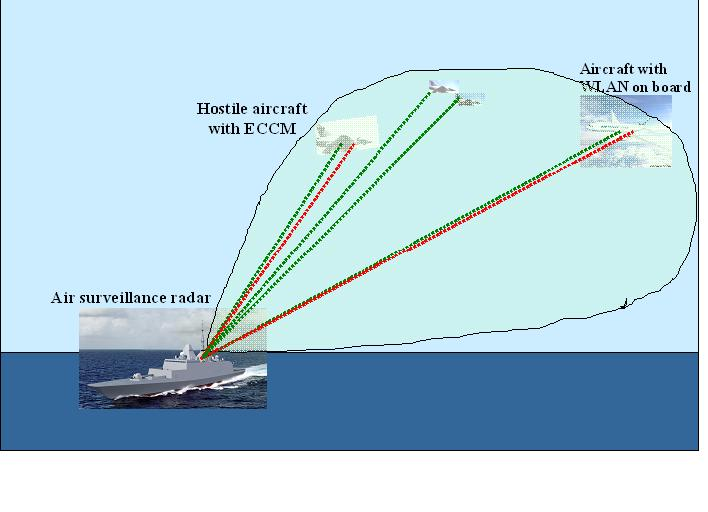 Aircraft with
WLAN on board
Hostile aircraft
with ECCM
Air surveillance radar